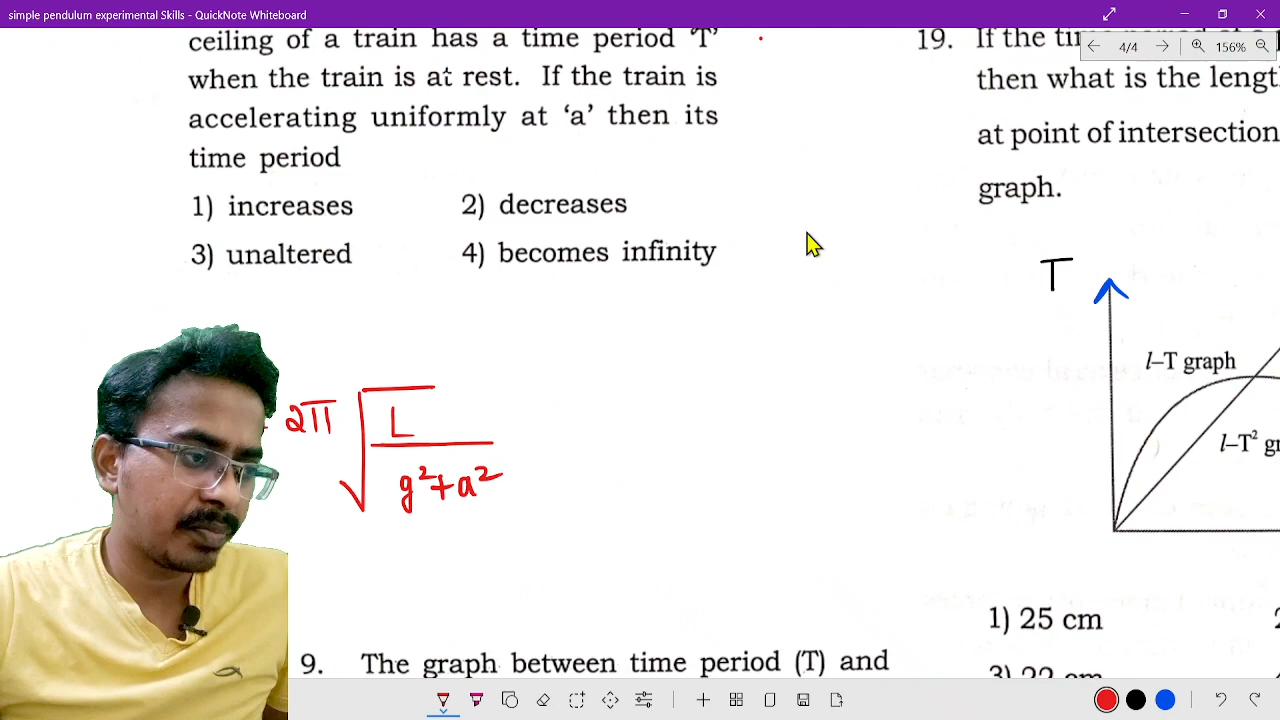 simple pendulum experimental Skills - QuickNote Whiteboard
4/4
156%
ceiling of a train has a time period 'T'
when the train is at rest. If the train is
accelerating uniformly at 'a' then its
time period
1) increases 2) decreases
3) unaltered 4) becomes infinity
2π √ L
g²+a²
9. The graph between time period (T) and
19. If the
then what is the lengt
at point of intersection
graph.
T
l–T graph
l–T² gr
1) 25 cm
3) 22 cm